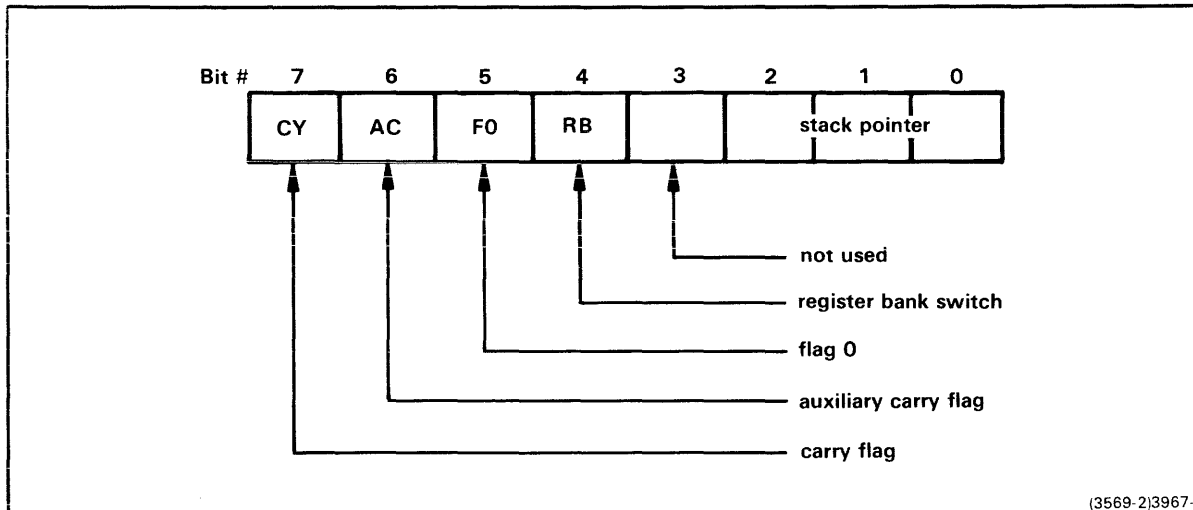 Bit # 7 6 5 4 3 2 1 0
CY AC F0 RB stack pointer
not used
register bank switch
flag 0
auxiliary carry flag
carry flag
(3569-2)3967-